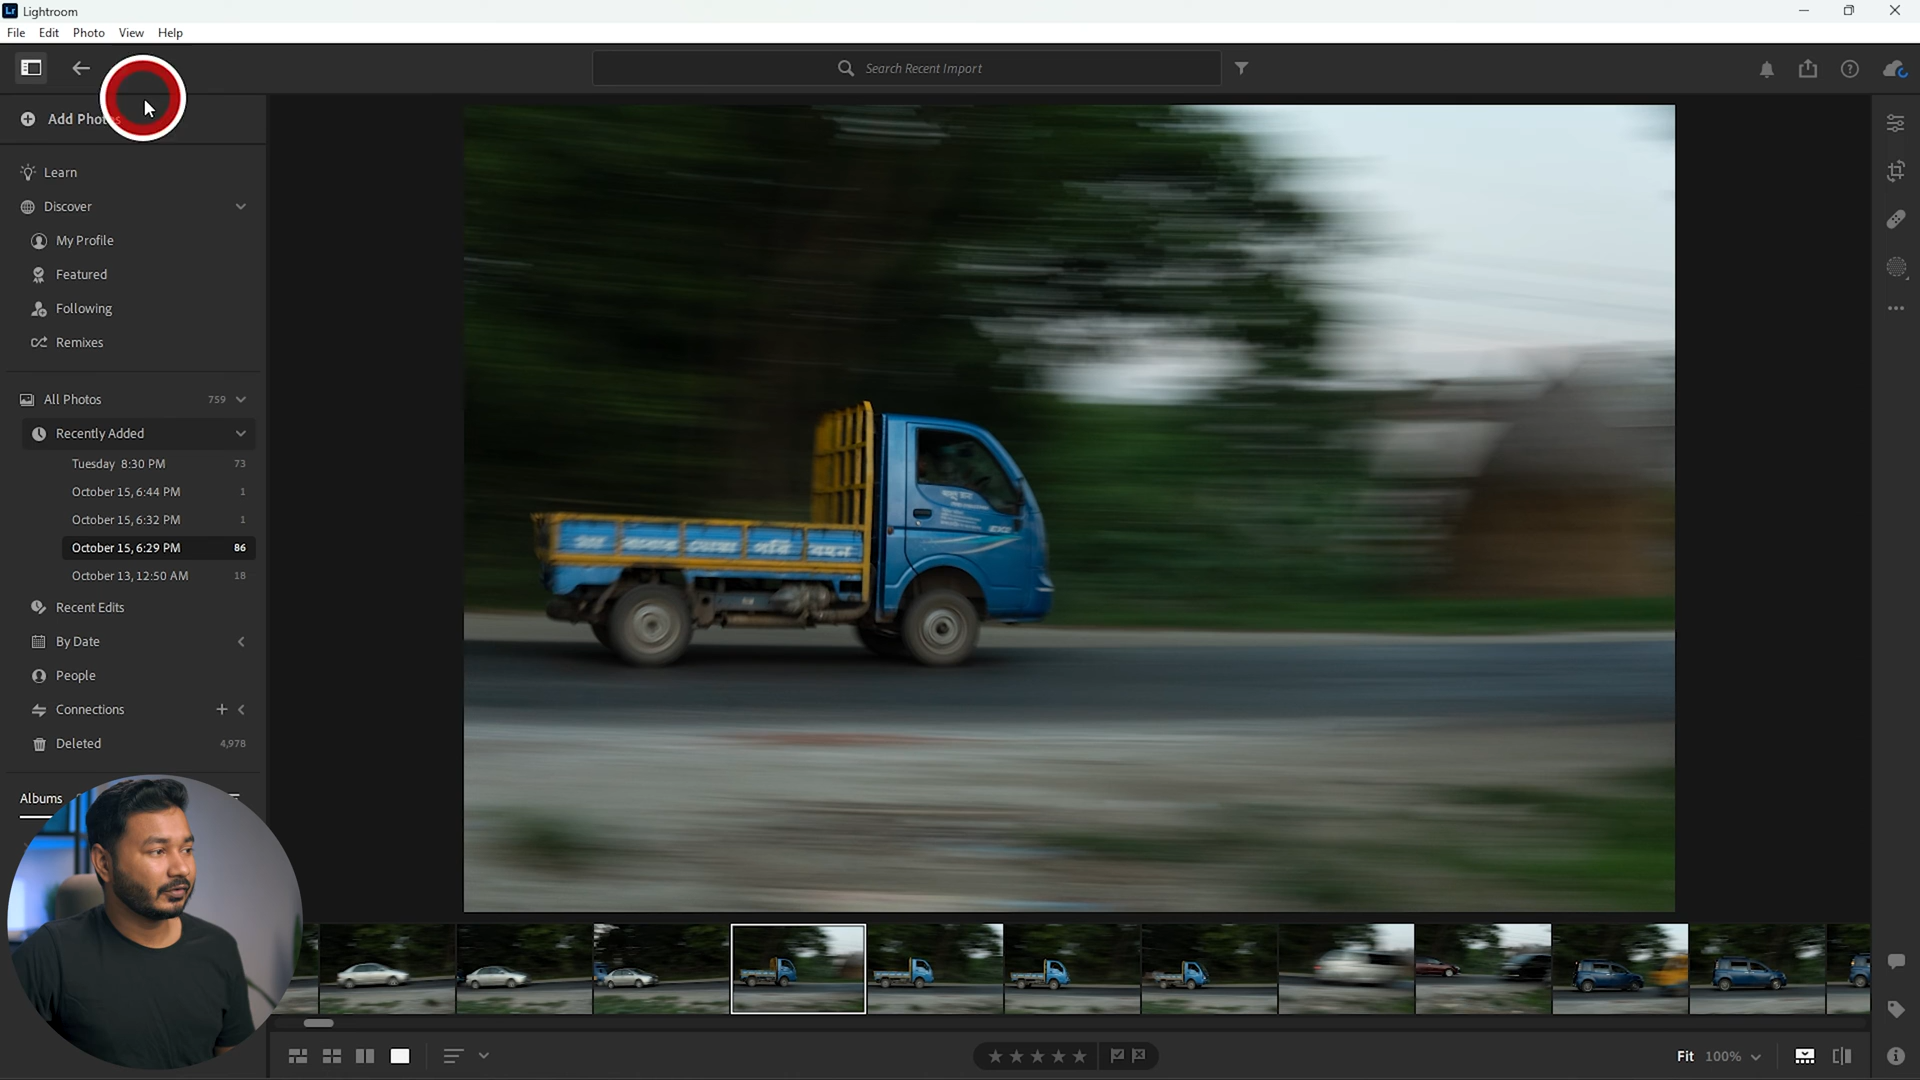 Lr Lightroom
File Edit Photo View Help
Search Recent Import
Add Photos
Learn
Discover
My Profile
Featured
Following
Remixes
All Photos 759
Recently Added
Tuesday 8:30 PM 73
October 15, 6:44 PM 1
October 15, 6:32 PM 1
October 15, 6:29 PM 86
October 13, 12:50 AM 18
Recent Edits
By Date
People
Connections
Deleted 4,978
Albums
Fit 100%